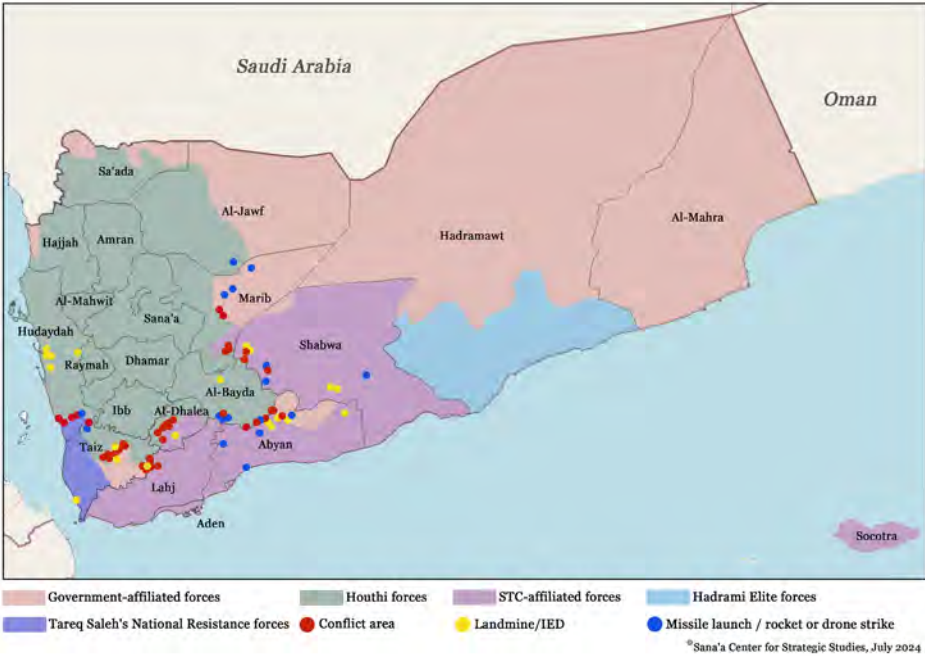 Saudi Arabia
Oman
Sa'ada
Al-Jawf
Al-Mahra
Hadramawt
Hajjah
Amran
Marib
Al-Mahwit
Sana'a
Hudaydah
Shabwa
Raymah
Dhamar
Al-Bayda
Ibb
Al-Dhalea
Taiz
Abyan
Lahj
Aden
Socotra
Government-affiliated forces
Houthi forces
STC-affiliated forces
Hadrami Elite forces
Tareq Saleh's National Resistance forces
Conflict area
Landmine/IED
Missile launch / rocket or drone strike
©Sana'a Center for Strategic Studies, July 2024